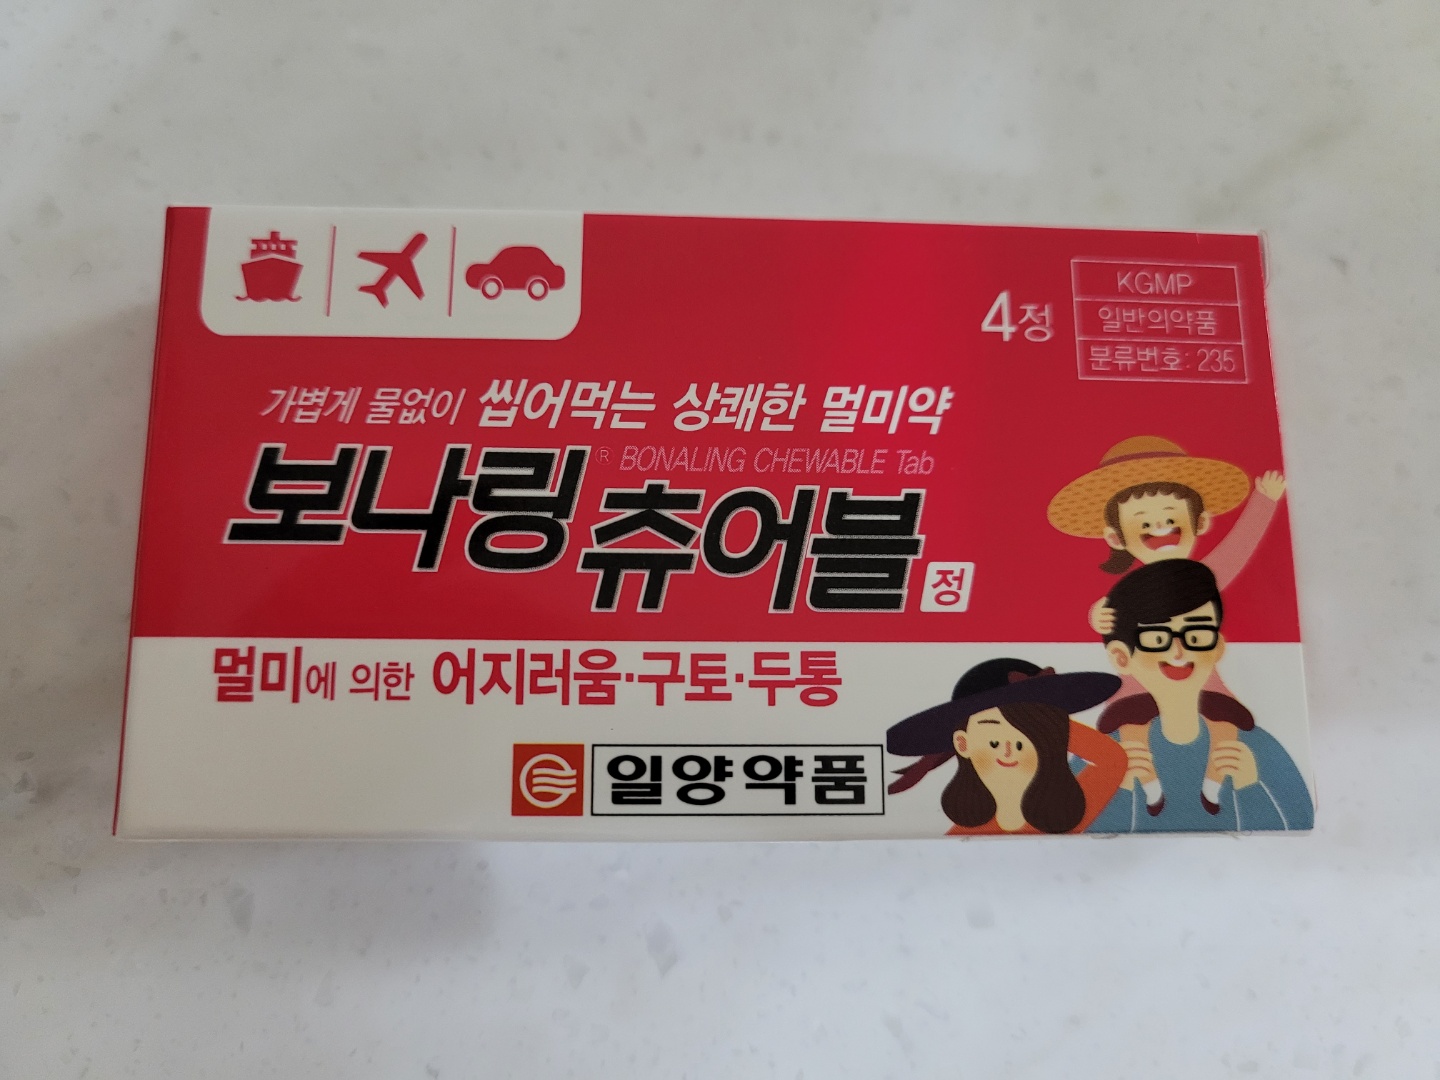 4정
KGMP
일반의약품
분류번호: 235
가볍게 물없이 씹어먹는 상쾌한 멀미약
보나링® BONALING CHEWABLE Tab
츄어블정
멀미에 의한 어지러움·구토·두통
일양약품